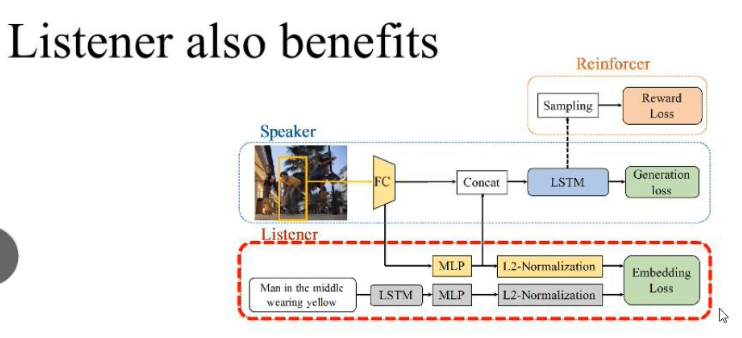 Listener also benefits
Reinforcer
Sampling
Reward
Loss
Speaker
FC
Concat
LSTM
Generation
loss
Listener
MLP
L2-Normalization
Embedding
Loss
Man in the middle
wearing yellow
LSTM
MLP
L2-Normalization